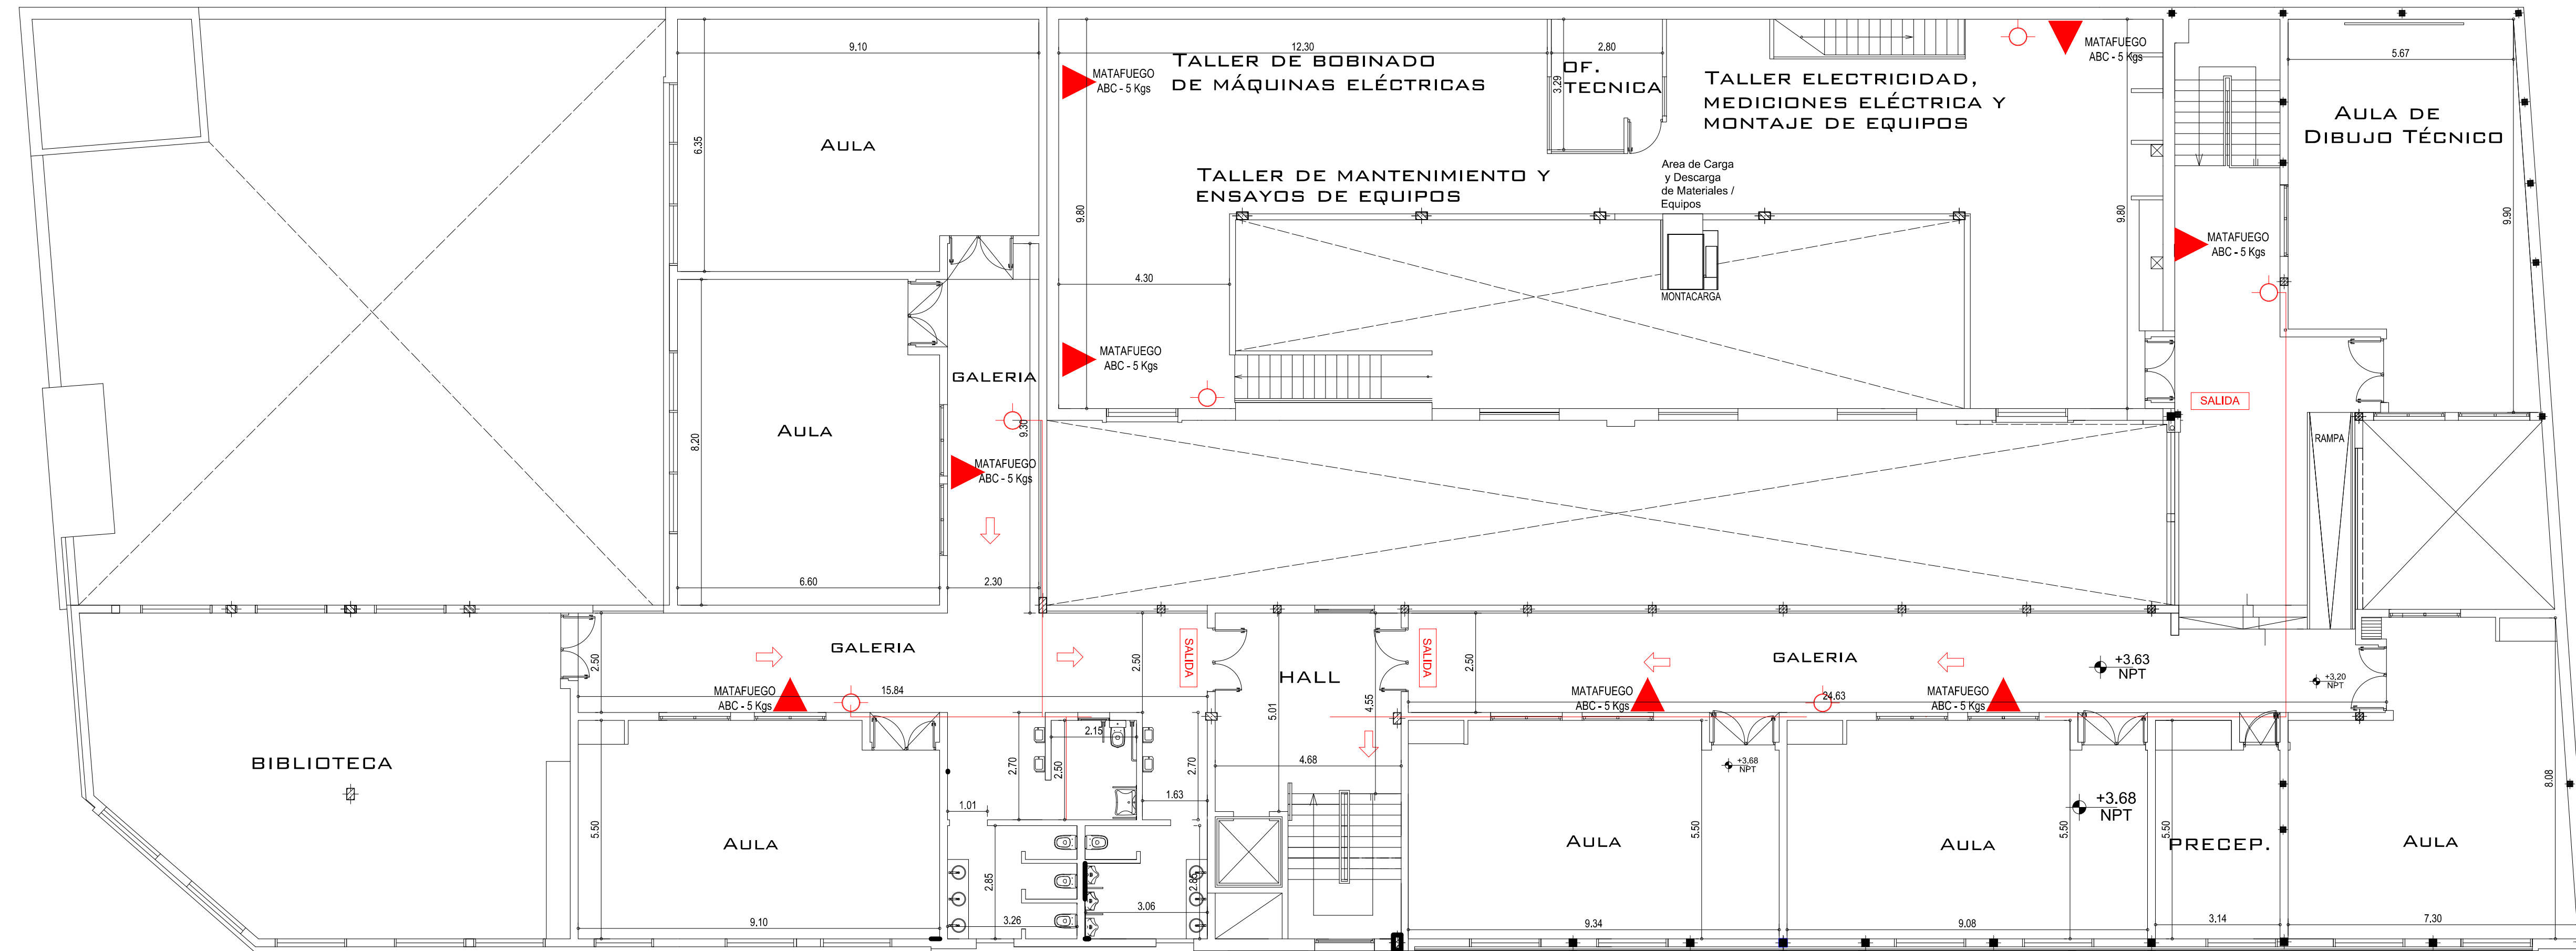 9.10
12.30
2.80
5.67
MATAFUEGO
ABC - 5 Kgs
TALLER DE BOBINADO
DE MÁQUINAS ELÉCTRICAS
OF.
TECNICA
3.29
TALLER ELECTRICIDAD,
MEDICIONES ELÉCTRICA Y
MONTAJE DE EQUIPOS
MATAFUEGO
ABC - 5 Kgs
AULA DE
DIBUJO TÉCNICO
6.35
AULA
TALLER DE MANTENIMIENTO Y
ENSAYOS DE EQUIPOS
Area de Carga
y Descarga
de Materiales /
Equipos
9.80
9.80
9.90
MATAFUEGO
ABC - 5 Kgs
4.30
MONTACARGA
MATAFUEGO
ABC - 5 Kgs
GALERIA
SALIDA
AULA
8.20
9.30
RAMPA
MATAFUEGO
ABC - 5 Kgs
6.60
2.30
GALERIA
2.50
2.50
SALIDA
HALL
SALIDA
2.50
GALERIA
+3.63
NPT
+3,20
NPT
MATAFUEGO
ABC - 5 Kgs
15.84
5.01
4.55
MATAFUEGO
ABC - 5 Kgs
24.63
MATAFUEGO
ABC - 5 Kgs
2.15
BIBLIOTECA
2.70
2.50
2.70
4.68
+3.68
NPT
8.08
1.01
1.63
+3.68
NPT
5.50
AULA
5.50
AULA
5.50
AULA
5.50
PRECEP.
AULA
2.85
2.85
9.10
3.26
3.06
9.34
9.08
3.14
7.30